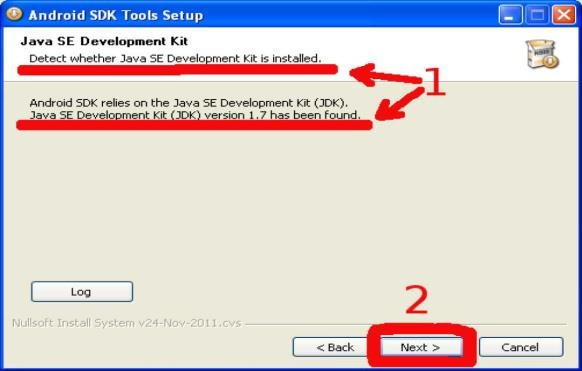 Android SDK Tools Setup
Java SE Development Kit
Detect whether Java SE Development Kit is installed.
1
Android SDK relies on the Java SE Development Kit (JDK).
Java SE Development Kit (JDK) version 1.7 has been found.
Log
2
Nullsoft Install System v24-Nov-2011.cvs
< Back
Next >
Cancel